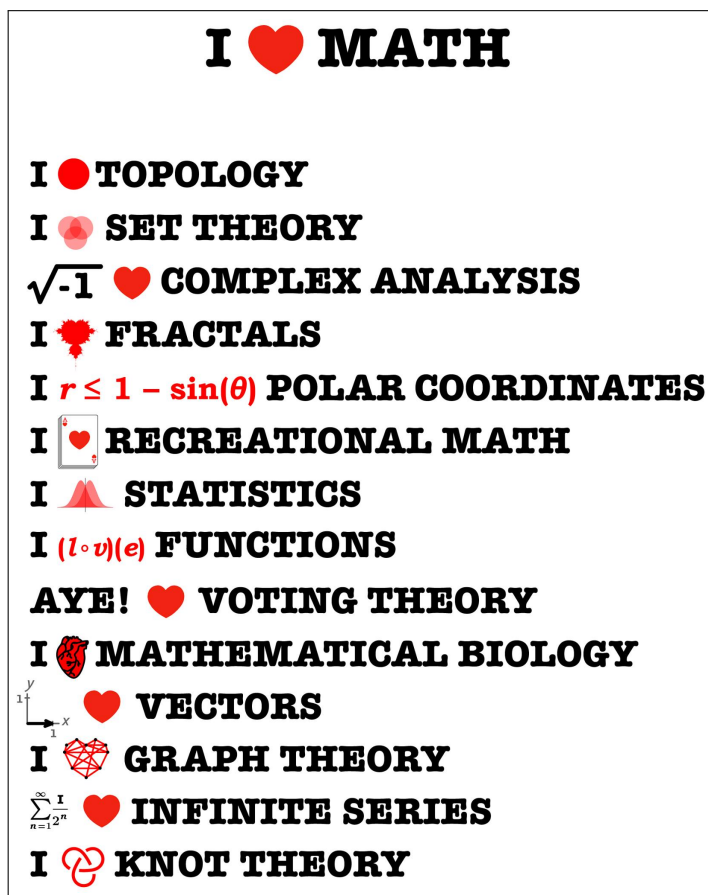 I ❤ MATH
I TOPOLOGY
I SET THEORY
√-1 ❤ COMPLEX ANALYSIS
I FRACTALS
I r ≤ 1 − sin(θ) POLAR COORDINATES
I A RECREATIONAL MATH
I STATISTICS
I (l∘v)(e) FUNCTIONS
AYE! ❤ VOTING THEORY
I MATHEMATICAL BIOLOGY
y 1 x 1 ❤ VECTORS
I GRAPH THEORY
∑_{n=1}^{∞} I/2^n ❤ INFINITE SERIES
I KNOT THEORY